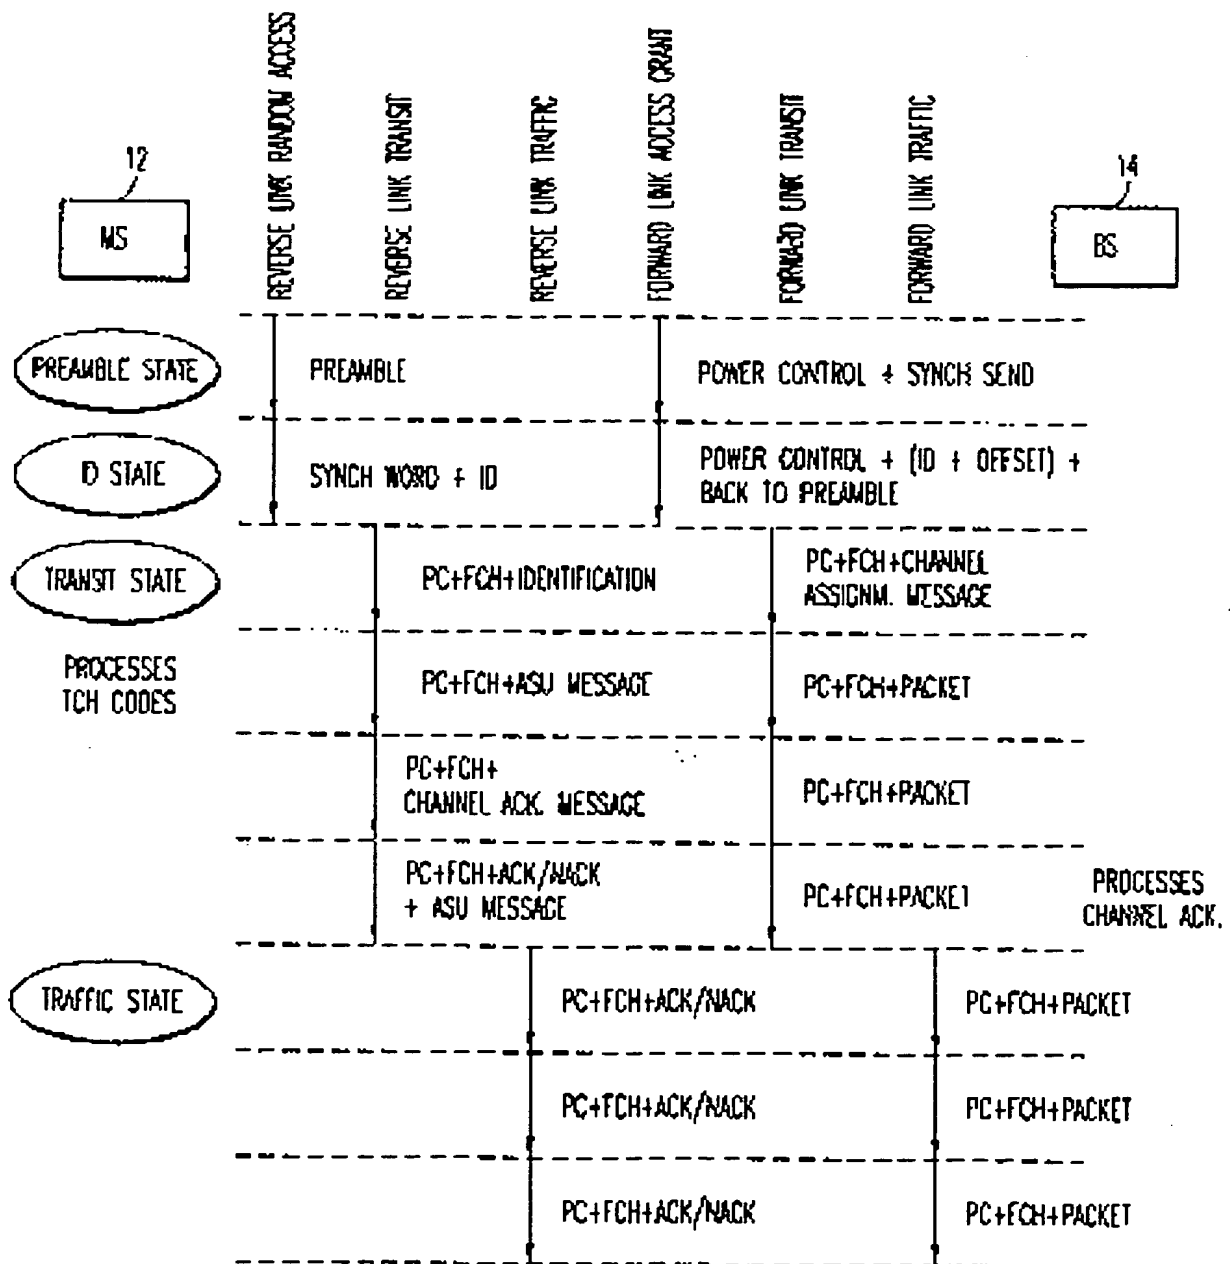 12
MS
REVERSE LINK RANDOM ACCESS
REVERSE LINK TRANSIT
REVERSE LINK TRAFFIC
FORWARD LINK ACCESS GRANT
FORWARD LINK TRANSIT
FORWARD LINK TRAFFIC
14
BS
PREAMBLE STATE
PREAMBLE
POWER CONTROL + SYNCH SEND
ID STATE
SYNCH WORD + ID
POWER CONTROL + (ID + OFFSET) +
BACK TO PREAMBLE
TRANSIT STATE
PC+FCH+IDENTIFICATION
PC+FCH+CHANNEL
ASSIGNM. MESSAGE
PROCESSES
TCH CODES
PC+FCH+ASU MESSAGE
PC+FCH+PACKET
PC+FCH+
CHANNEL ACK. MESSAGE
PC+FCH+PACKET
PC+FCH+ACK/NACK
+ ASU MESSAGE
PC+FCH+PACKET
PROCESSES
CHANNEL ACK.
TRAFFIC STATE
PC+FCH+ACK/NACK
PC+FCH+PACKET
PC+FCH+ACK/NACK
PC+FCH+PACKET
PC+FCH+ACK/NACK
PC+FCH+PACKET